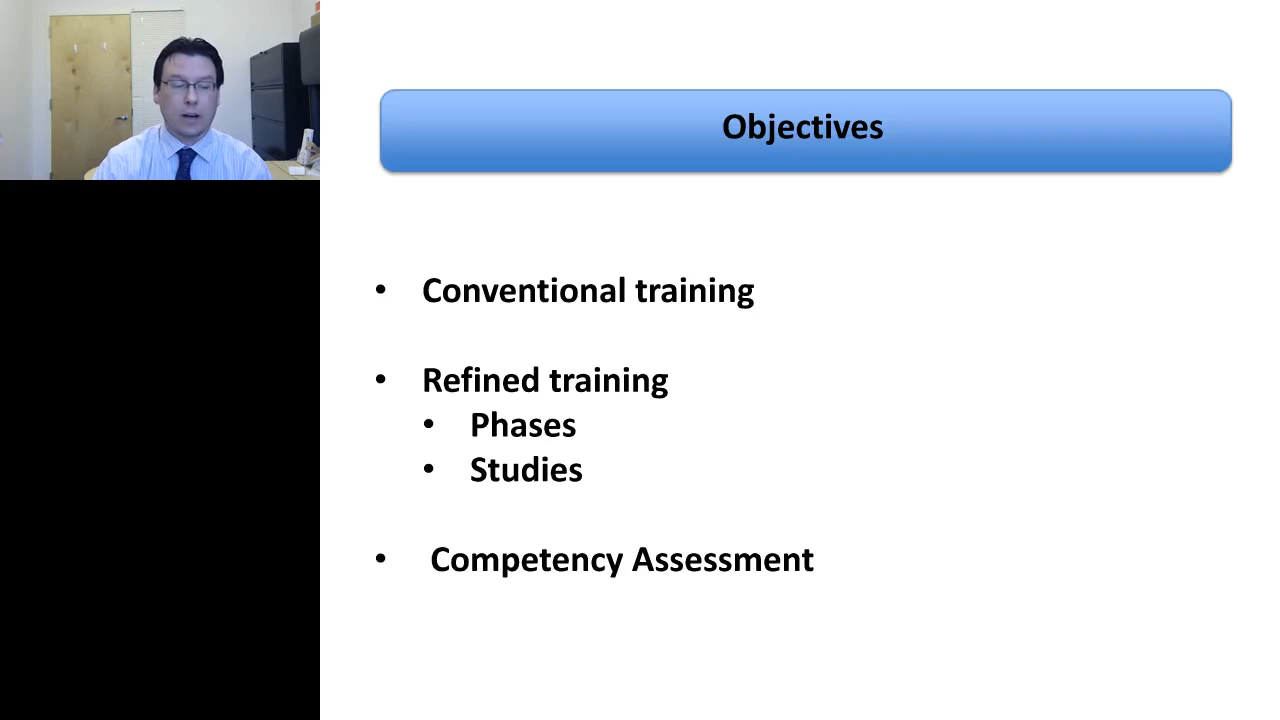 Objectives
• Conventional training
• Refined training
• Phases
• Studies
• Competency Assessment